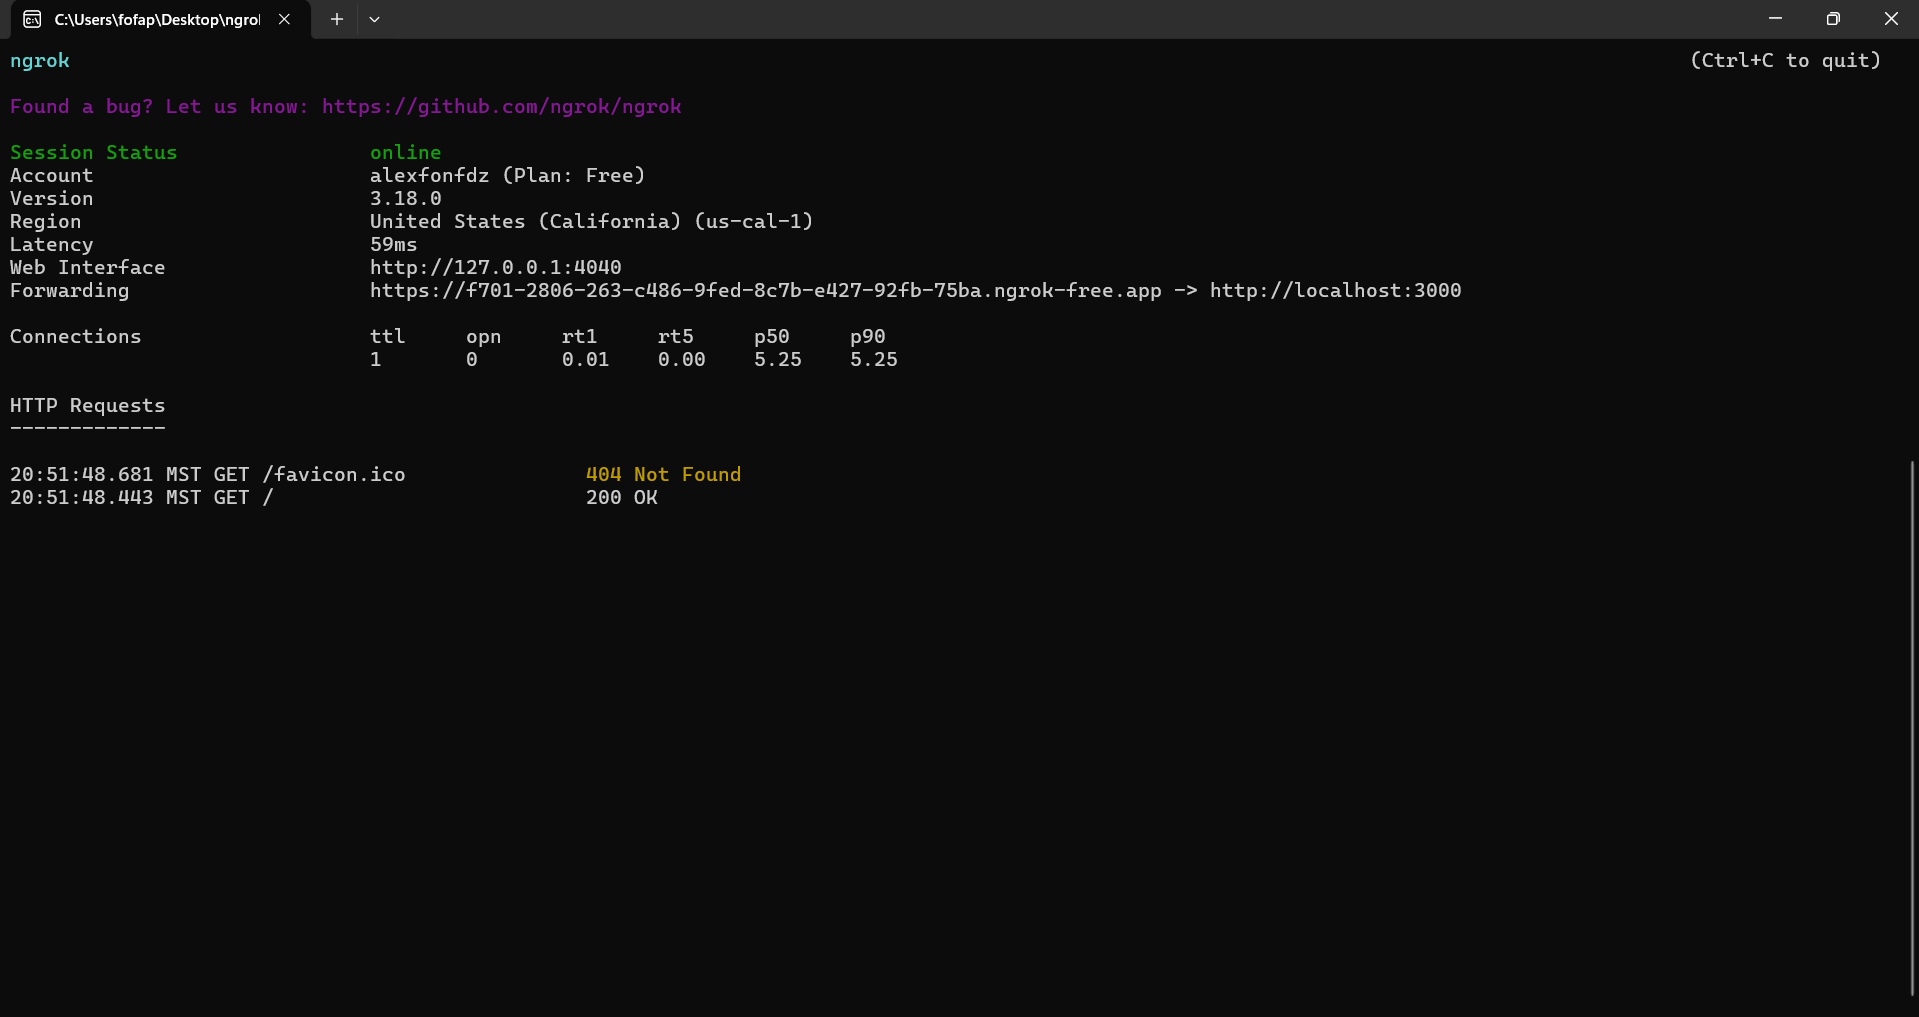 C:\Users\fofap\Desktop\ngrol
ngrok (Ctrl+C to quit)
Found a bug? Let us know: https://github.com/ngrok/ngrok
Session Status online
Account alexfonfdz (Plan: Free)
Version 3.18.0
Region United States (California) (us-cal-1)
Latency 59ms
Web Interface http://127.0.0.1:4040
Forwarding https://f701-2806-263-c486-9fed-8c7b-e427-92fb-75ba.ngrok-free.app -> http://localhost:3000
Connections ttl opn rt1 rt5 p50 p90
1 0 0.01 0.00 5.25 5.25
HTTP Requests
-------------
20:51:48.681 MST GET /favicon.ico 404 Not Found
20:51:48.443 MST GET / 200 OK